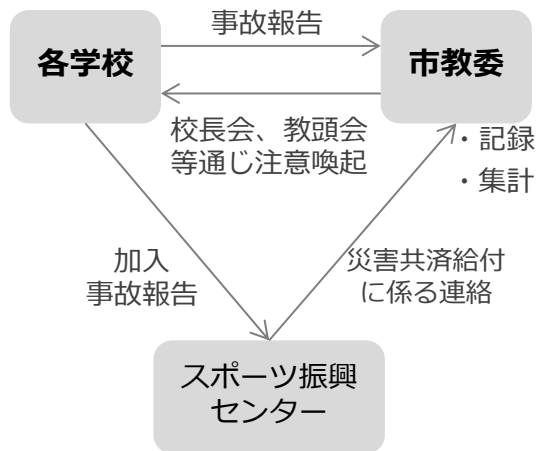 事故報告
各学校
市教委
校長会、教頭会
等通じ注意喚起
・記録
・集計
加入
事故報告
災害共済給付
に係る連絡
スポーツ振興
センター